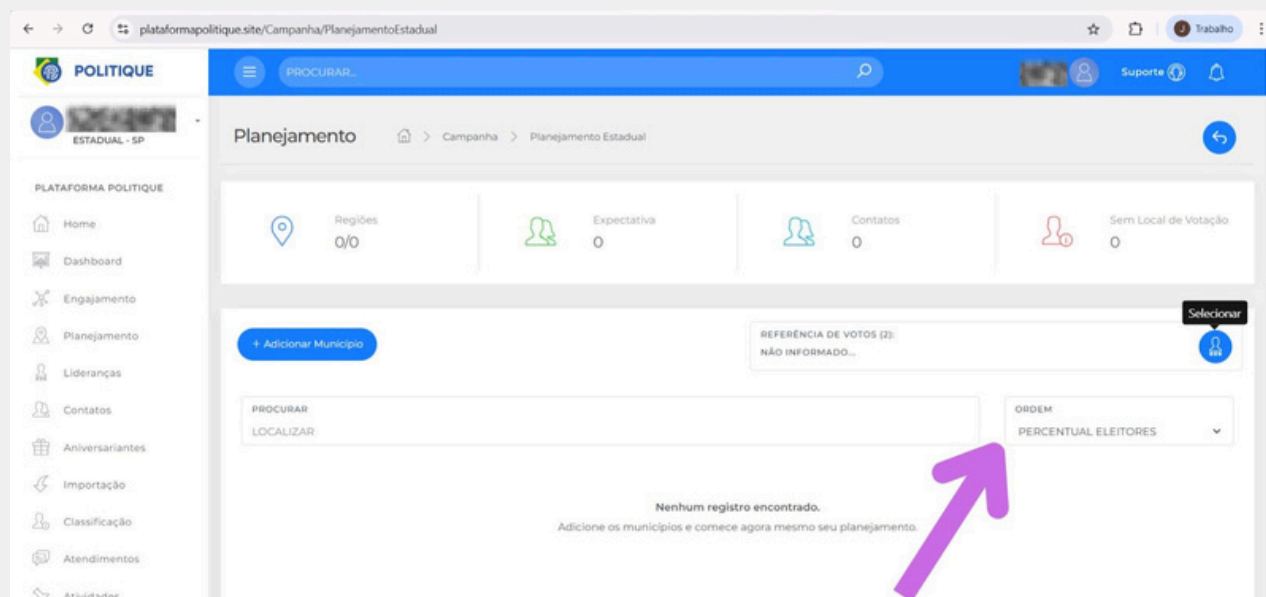 plataformapolitique.site/Campanha/PlanejamentoEstadual
Trabalho
POLITIQUE
PROCURAR...
Suporte
ESTADUAL - SP
Planejamento
Campanha > Planejamento Estadual
PLATAFORMA POLITIQUE
Home
Dashboard
Engajamento
Planejamento
Lideranças
Contatos
Aniversariantes
Importação
Classificação
Atendimentos
Atividades
Regiões
0/0
Expectativa
0
Contatos
0
Sem Local de Votação
0
Selecionar
+ Adicionar Município
REFERÊNCIA DE VOTOS (2):
NÃO INFORMADO...
PROCURAR
LOCALIZAR
ORDEM
PERCENTUAL ELEITORES
Nenhum registro encontrado.
Adicione os municípios e comece agora mesmo seu planejamento.